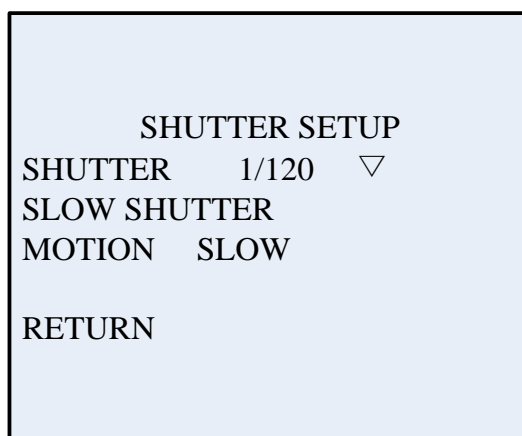 SHUTTER SETUP
SHUTTER 1/120 ▽
SLOW SHUTTER
MOTION SLOW
RETURN